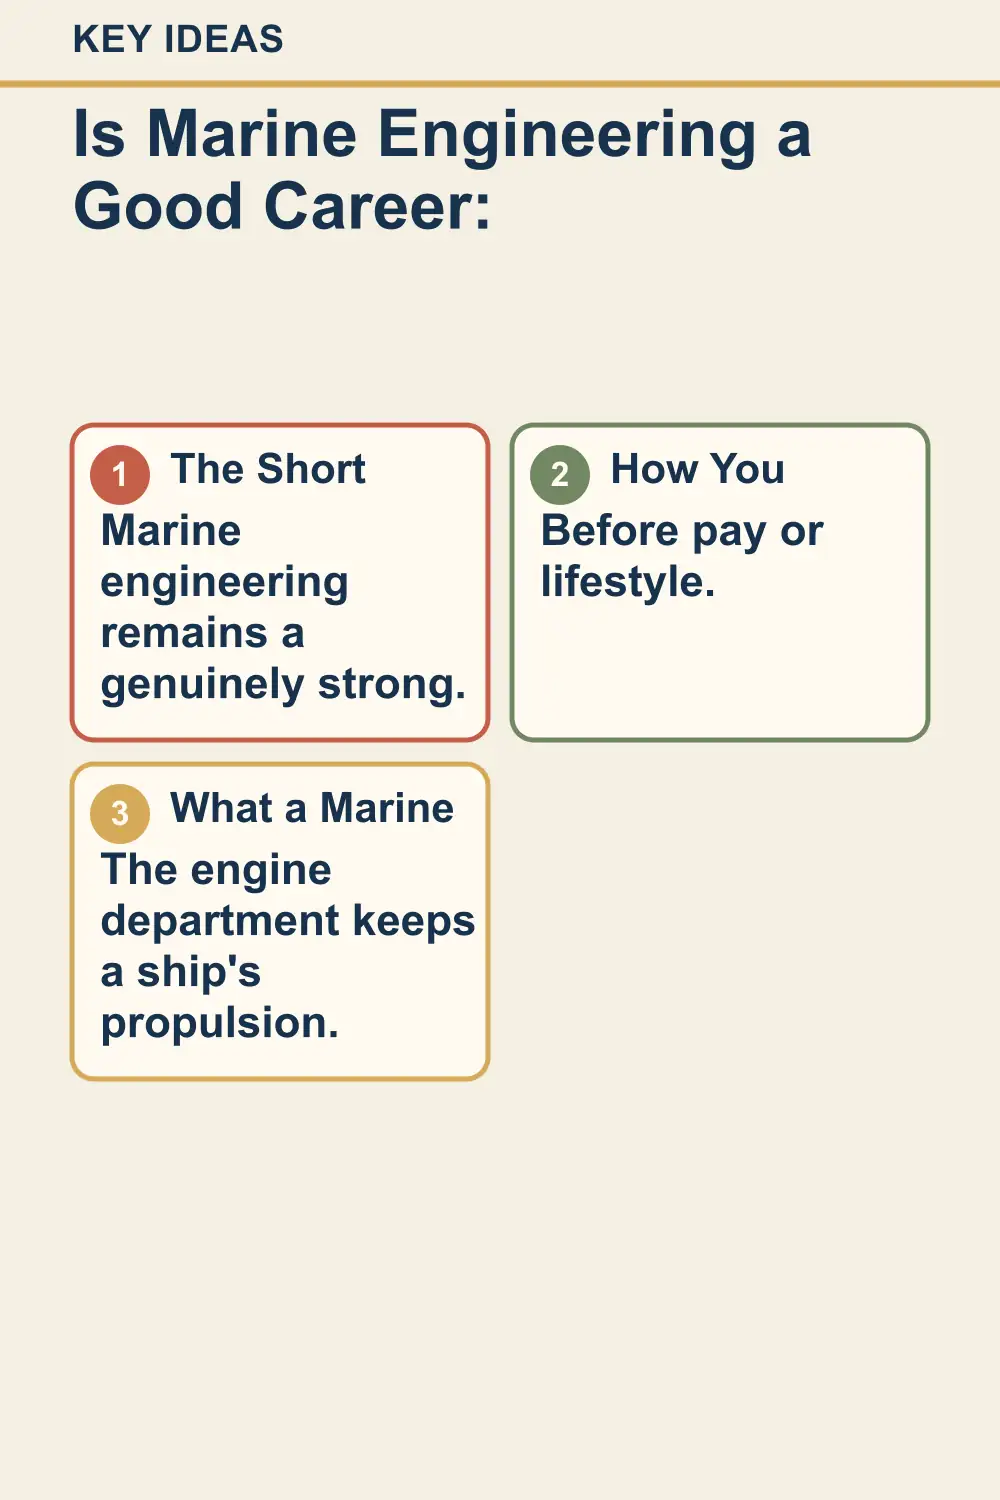 KEY IDEAS
Is Marine Engineering a
Good Career:
1 The Short
Marine
engineering
remains a
genuinely strong.
2 How You
Before pay or
lifestyle.
3 What a Marine
The engine
department keeps
a ship's
propulsion.